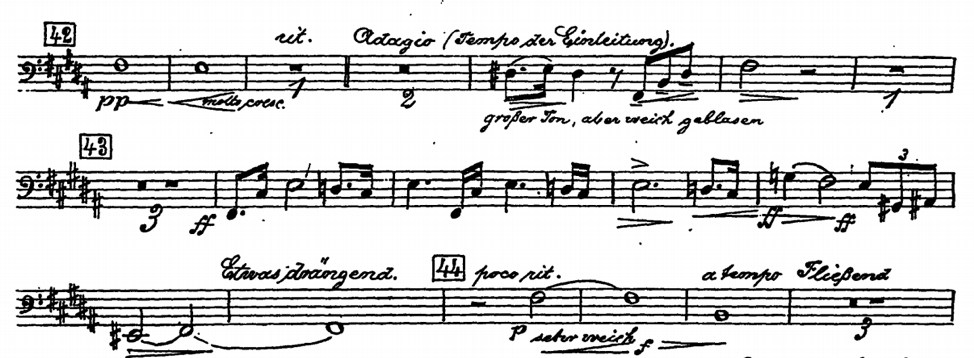 42 rit. Adagio (Tempo der Einleitung).
pp molto cresc. 1 2 1
großer Ton, aber weich geblasen
43
3
3 ff ff ff
Etwas drängend. 44 poco rit. a tempo Fließend
p sehr weich f 3